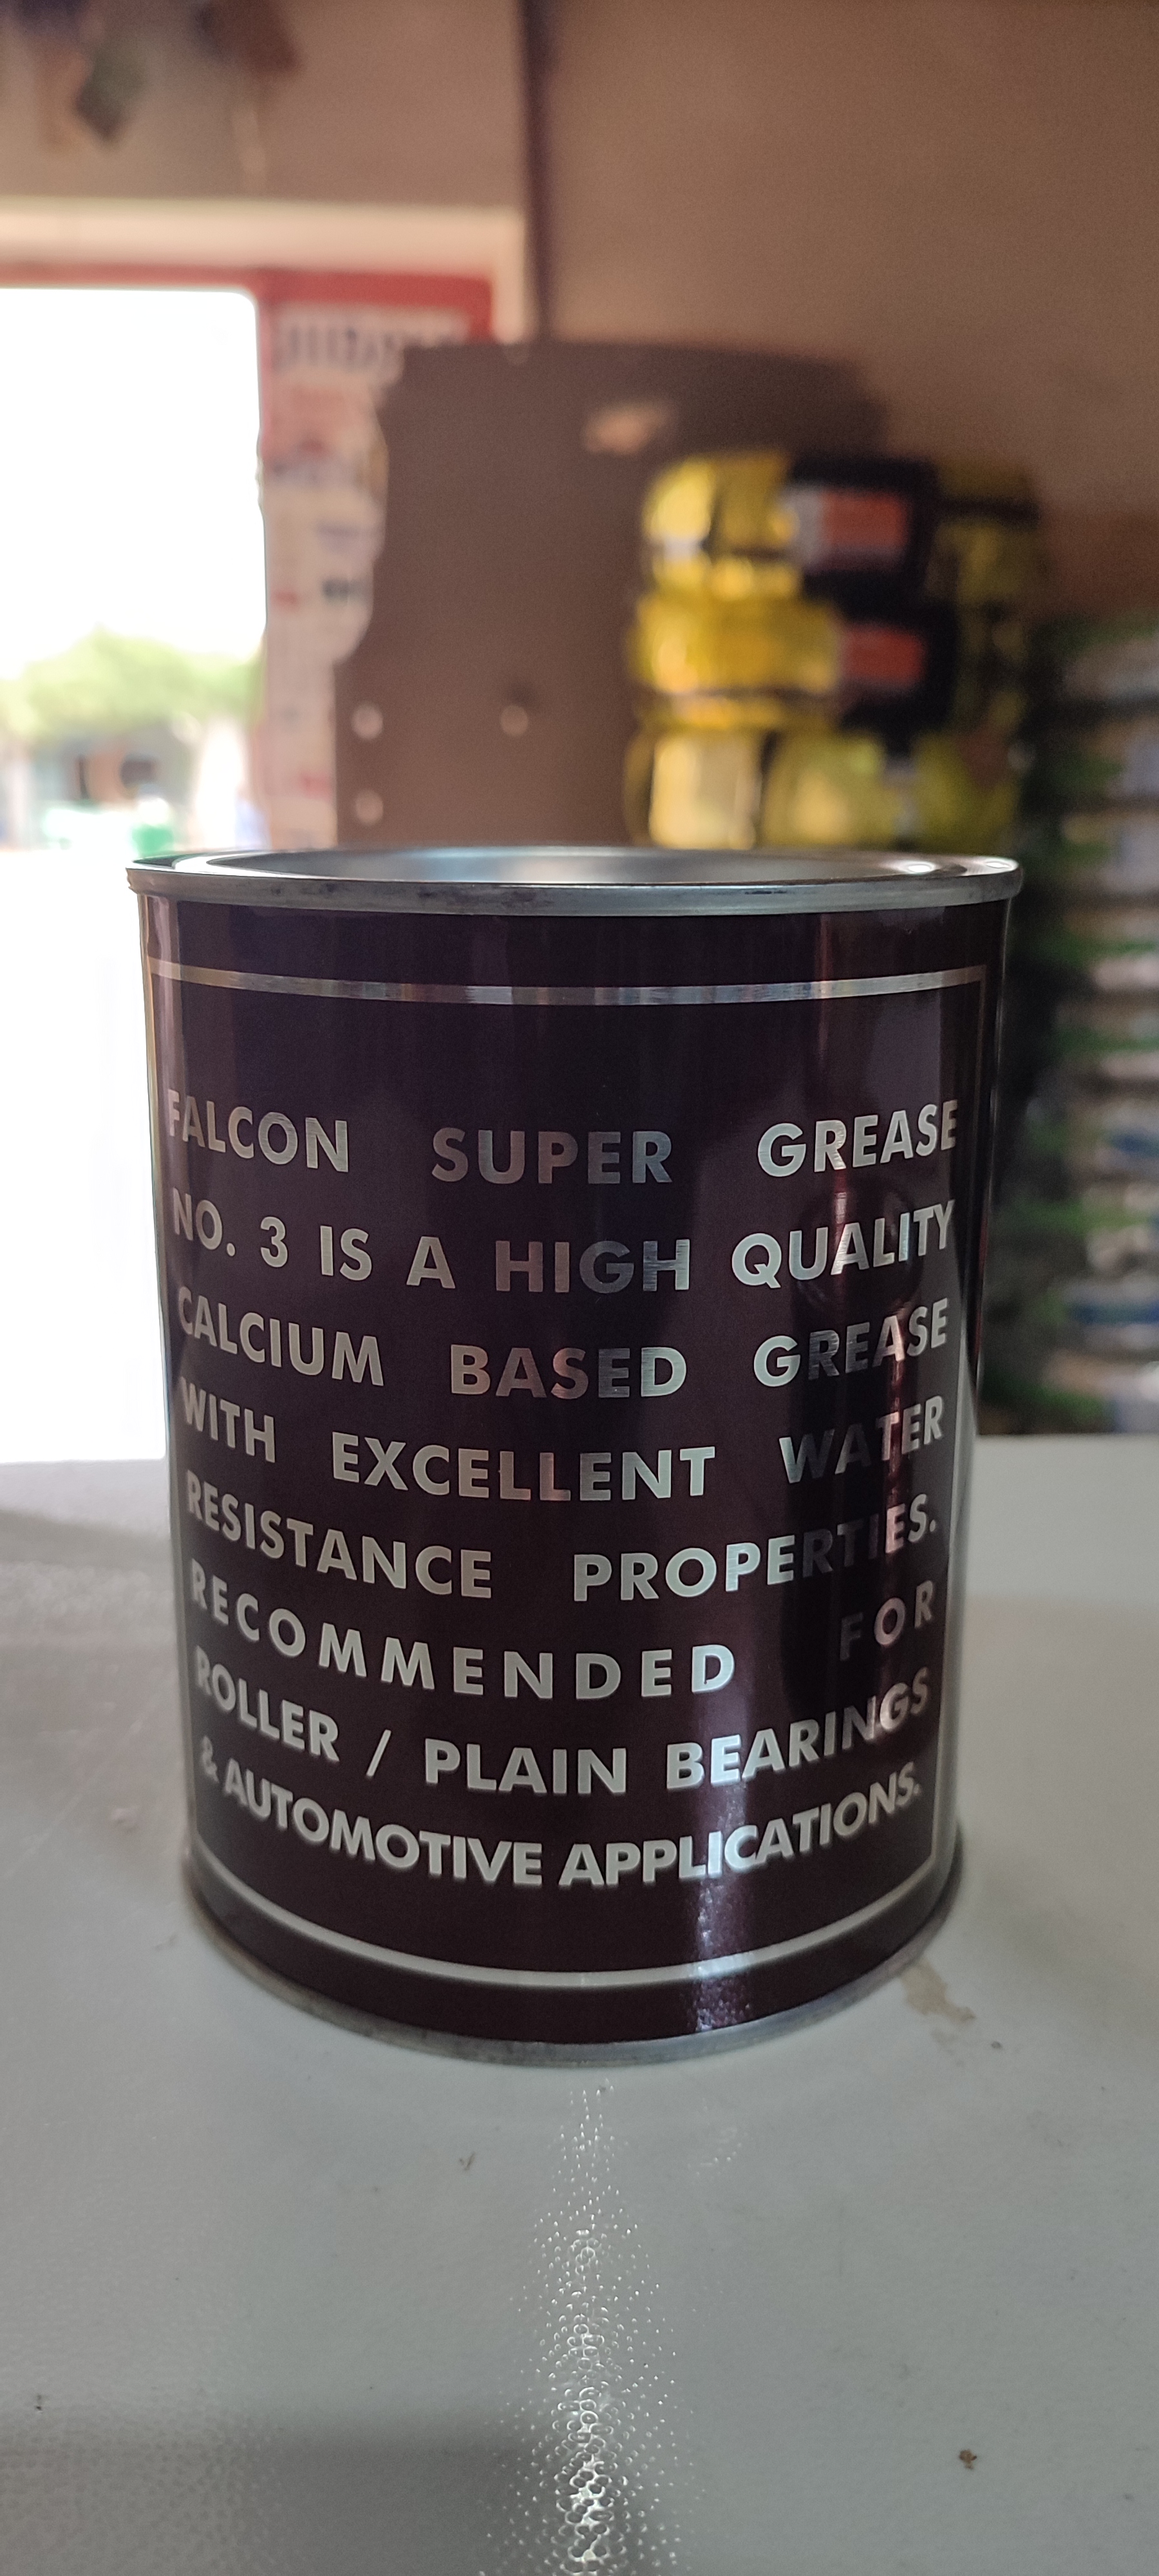 FALCON SUPER GREASE
NO. 3 IS A HIGH QUALITY
CALCIUM BASED GREASE
WITH EXCELLENT WATER
RESISTANCE PROPERTIES.
RECOMMENDED FOR
ROLLER / PLAIN BEARINGS
& AUTOMOTIVE APPLICATIONS.